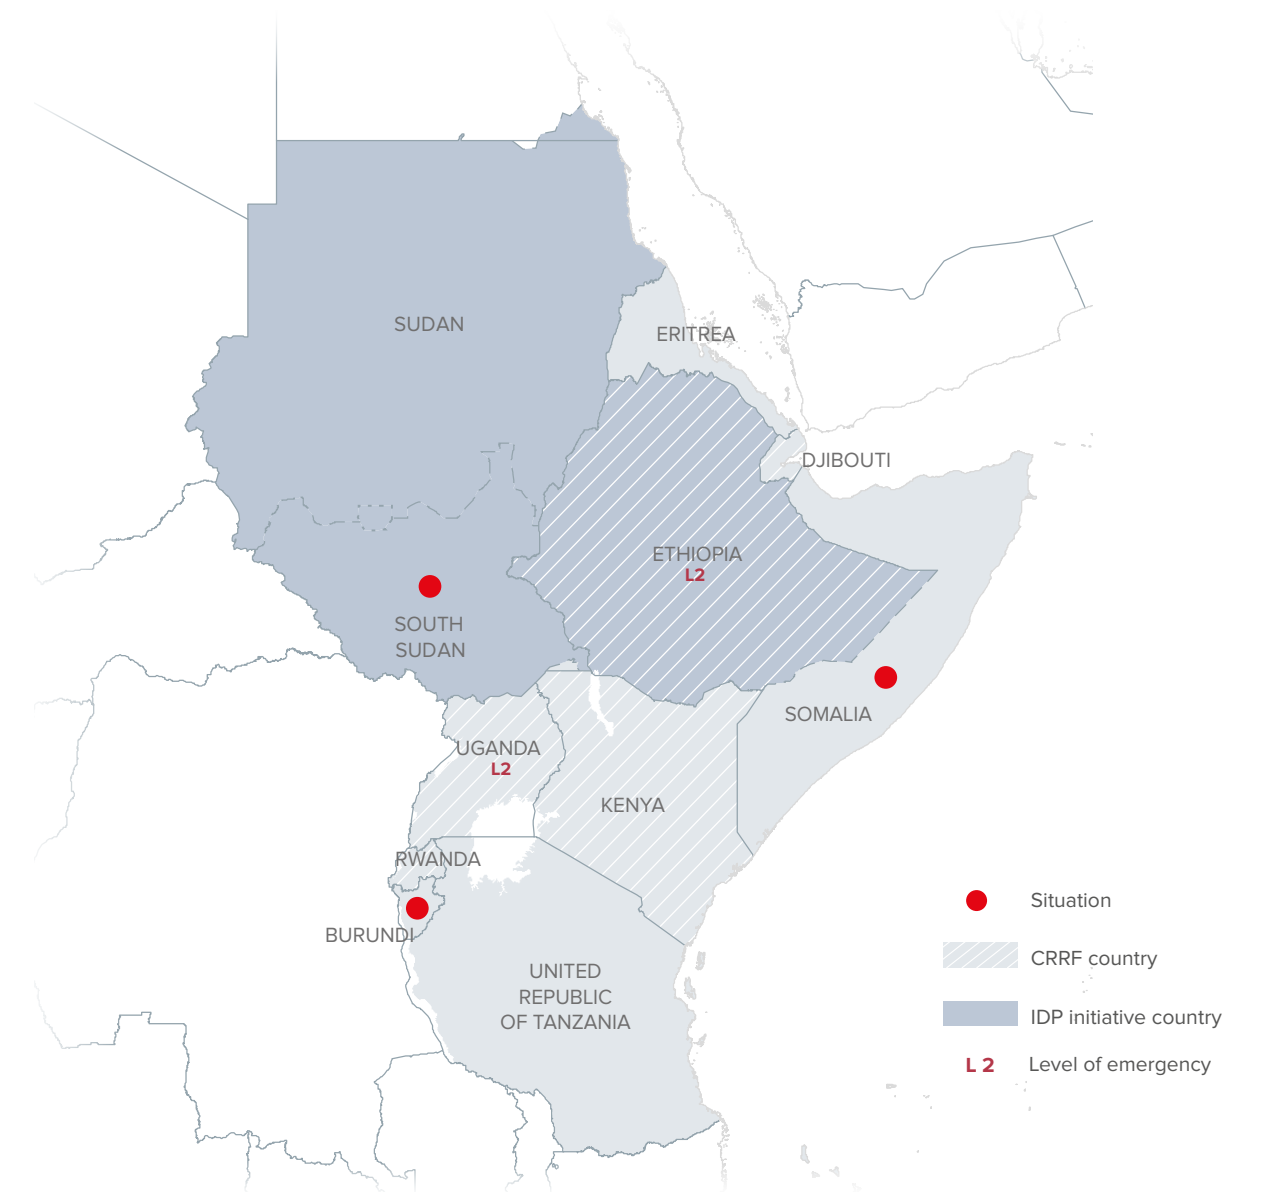 SUDAN
ERITREA
DJIBOUTI
ETHIOPIA
L2
SOUTH
SUDAN
SOMALIA
UGANDA
L2
KENYA
RWANDA
BURUNDI
UNITED
REPUBLIC
OF TANZANIA
Situation
CRRF country
IDP initiative country
L 2 Level of emergency